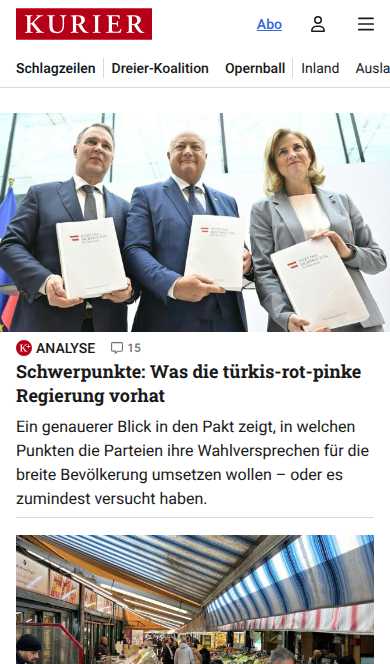 KURIER
Abo
Schlagzeilen
Dreier-Koalition
Opernball
Inland
Ausla
K+ ANALYSE
15
Schwerpunkte: Was die türkis-rot-pinke
Regierung vorhat
Ein genauerer Blick in den Pakt zeigt, in welchen
Punkten die Parteien ihre Wahlversprechen für die
breite Bevölkerung umsetzen wollen – oder es
zumindest versucht haben.